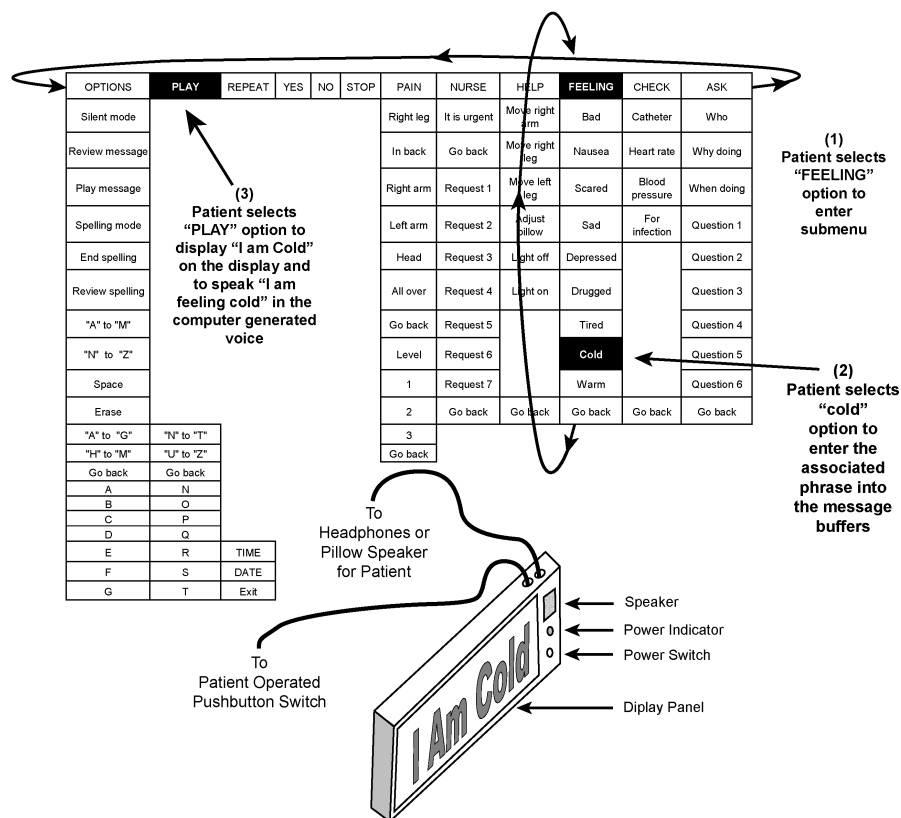 OPTIONS PLAY REPEAT YES NO STOP PAIN NURSE HELP FEELING CHECK ASK
Silent mode
Review message
Play message
Spelling mode
End spelling
Review spelling
"A" to "M"
"N" to "Z"
Space
Erase
"A" to "G"
"H" to "M"
Go back
A
B
C
D
E
F
G
"N" to "T"
"U" to "Z"
Go back
N
O
P
Q
R
S
T
TIME
DATE
Exit
Right leg
In back
Right arm
Left arm
Head
All over
Go back
Level
1
2
3
Go back
It is urgent
Go back
Request 1
Request 2
Request 3
Request 4
Request 5
Request 6
Request 7
Go back
Move right
arm
Move right
leg
Move left
leg
Adjust
pillow
Light off
Light on
Go back
Bad
Nausea
Scared
Sad
Depressed
Drugged
Tired
Cold
Warm
Go back
Catheter
Heart rate
Blood
pressure
For
infection
Go back
Who
Why doing
When doing
Question 1
Question 2
Question 3
Question 4
Question 5
Question 6
Go back
(1)
Patient selects
“FEELING”
option to
enter
submenu
(2)
Patient selects
“cold”
option to
enter the
associated
phrase into
the message
buffers
(3)
Patient selects
“PLAY” option to
display “I am Cold”
on the display and
to speak “I am
feeling cold” in the
computer generated
voice
To
Headphones or
Pillow Speaker
for Patient
To
Patient Operated
Pushbutton Switch
I Am Cold
Speaker
Power Indicator
Power Switch
Diplay Panel